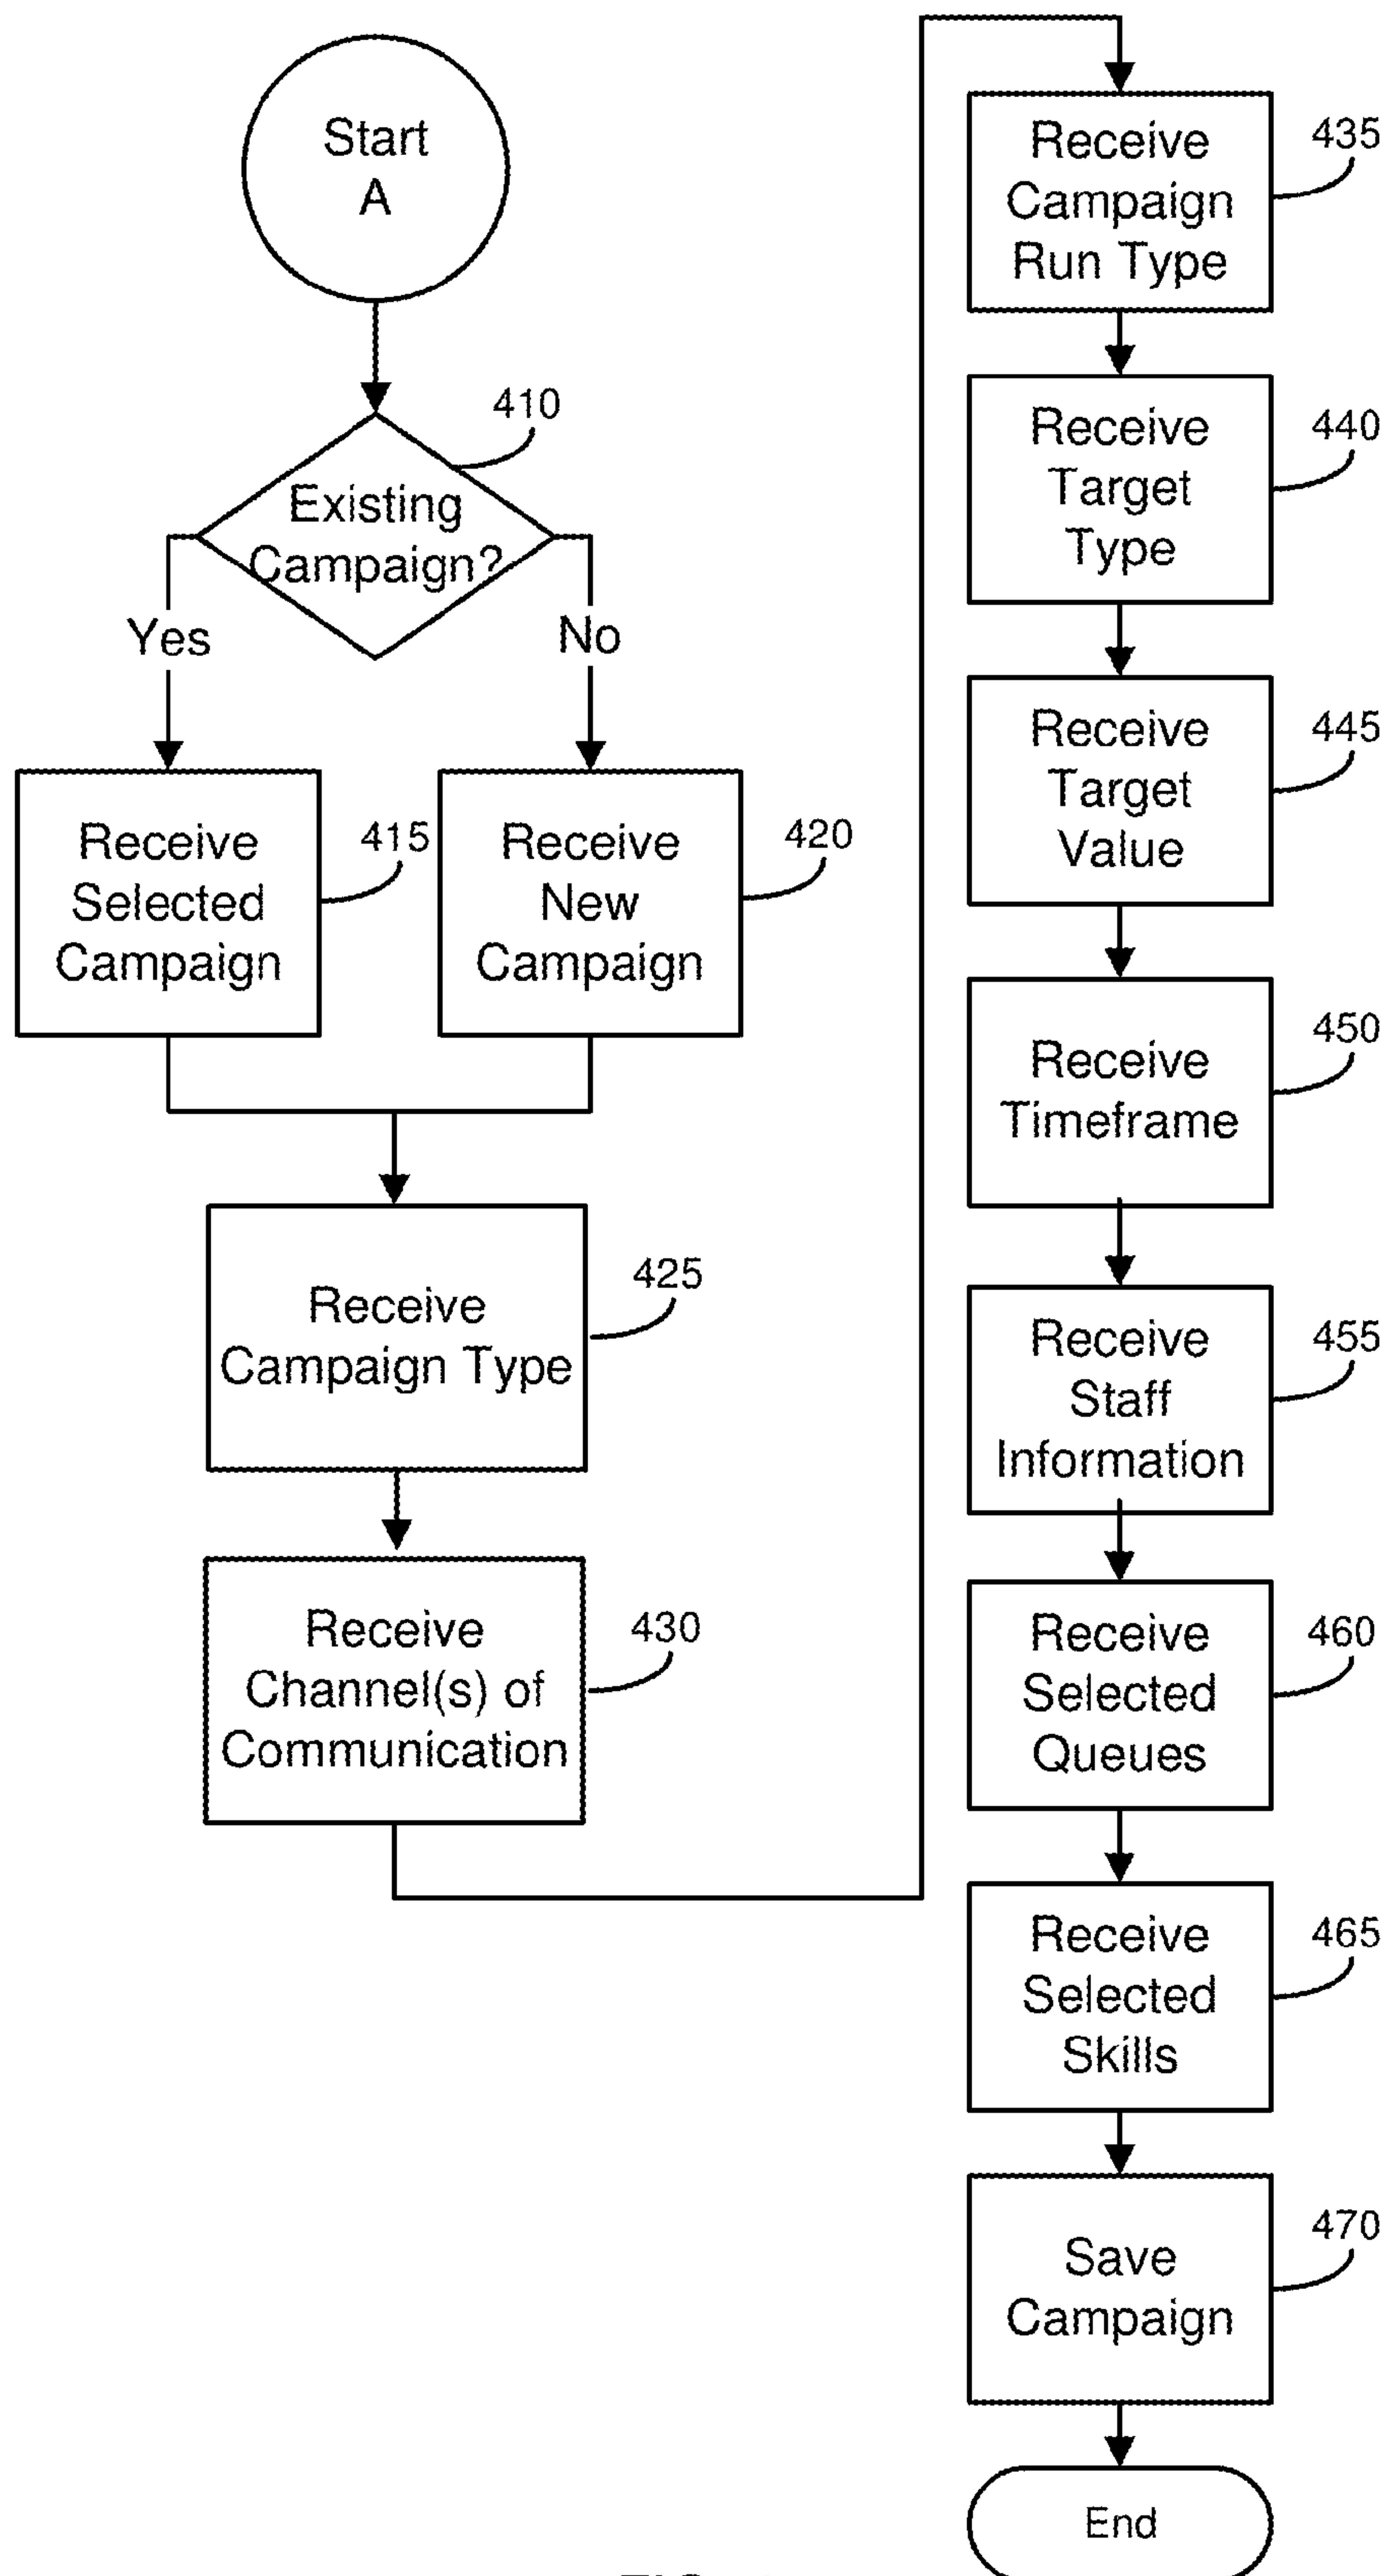 Start
A
410
Existing
Campaign?
Yes
No
Receive
Selected
Campaign
415
Receive
New
Campaign
420
Receive
Campaign Type
425
Receive
Channel(s) of
Communication
430
Receive
Campaign
Run Type
435
Receive
Target
Type
440
Receive
Target
Value
445
Receive
Timeframe
450
Receive
Staff
Information
455
Receive
Selected
Queues
460
Receive
Selected
Skills
465
Save
Campaign
470
End